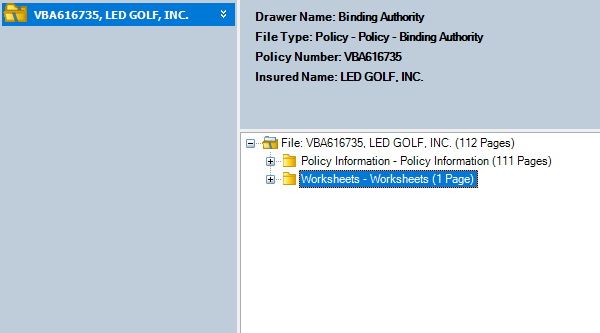 VBA616735, LED GOLF, INC.
Drawer Name: Binding Authority
File Type: Policy - Policy - Binding Authority
Policy Number: VBA616735
Insured Name: LED GOLF, INC.
File: VBA616735, LED GOLF, INC. (112 Pages)
Policy Information - Policy Information (111 Pages)
Worksheets - Worksheets (1 Page)